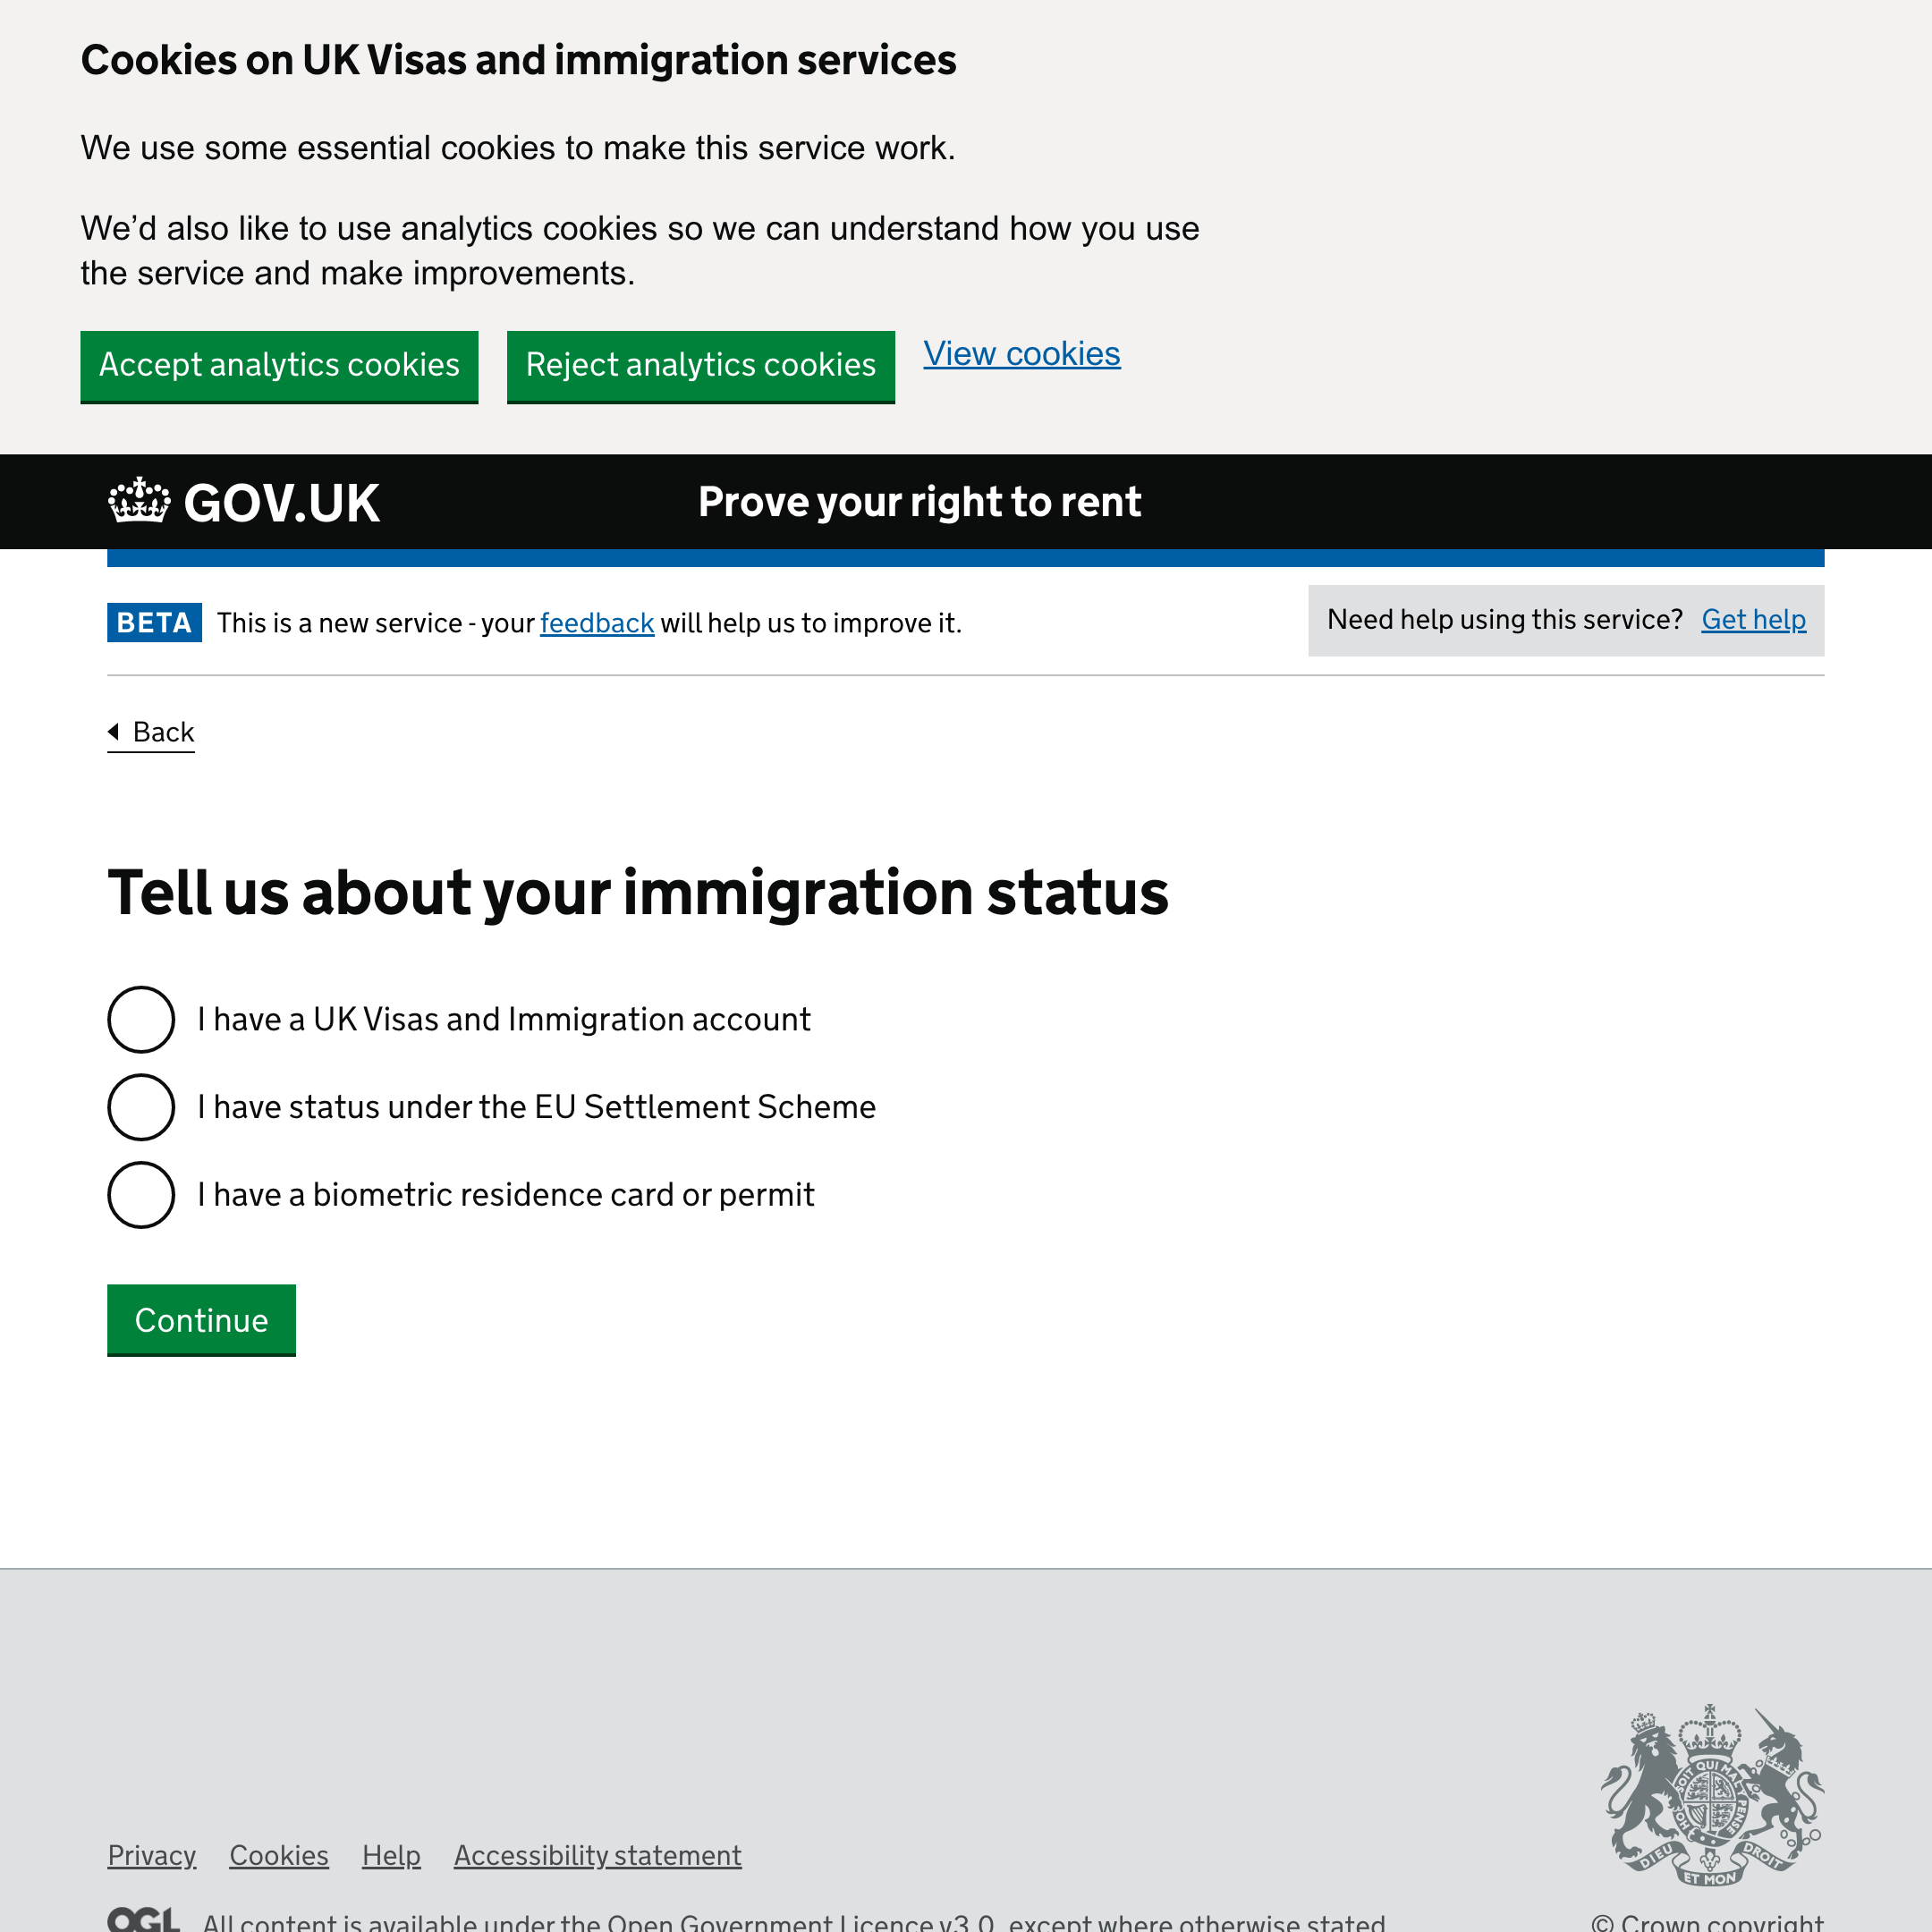 Cookies on UK Visas and immigration services
We use some essential cookies to make this service work.
We’d also like to use analytics cookies so we can understand how you use
the service and make improvements.
Accept analytics cookies Reject analytics cookies View cookies
GOV.UK Prove your right to rent
BETA This is a new service - your feedback will help us to improve it. Need help using this service? Get help
Back
Tell us about your immigration status
I have a UK Visas and Immigration account
I have status under the EU Settlement Scheme
I have a biometric residence card or permit
Continue
SOIT QUI MAL Y PENSE HON
DIEU ET MON DROIT
Privacy Cookies Help Accessibility statement
OGL All content is available under the Open Government Licence v3.0, except where otherwise stated © Crown copyright